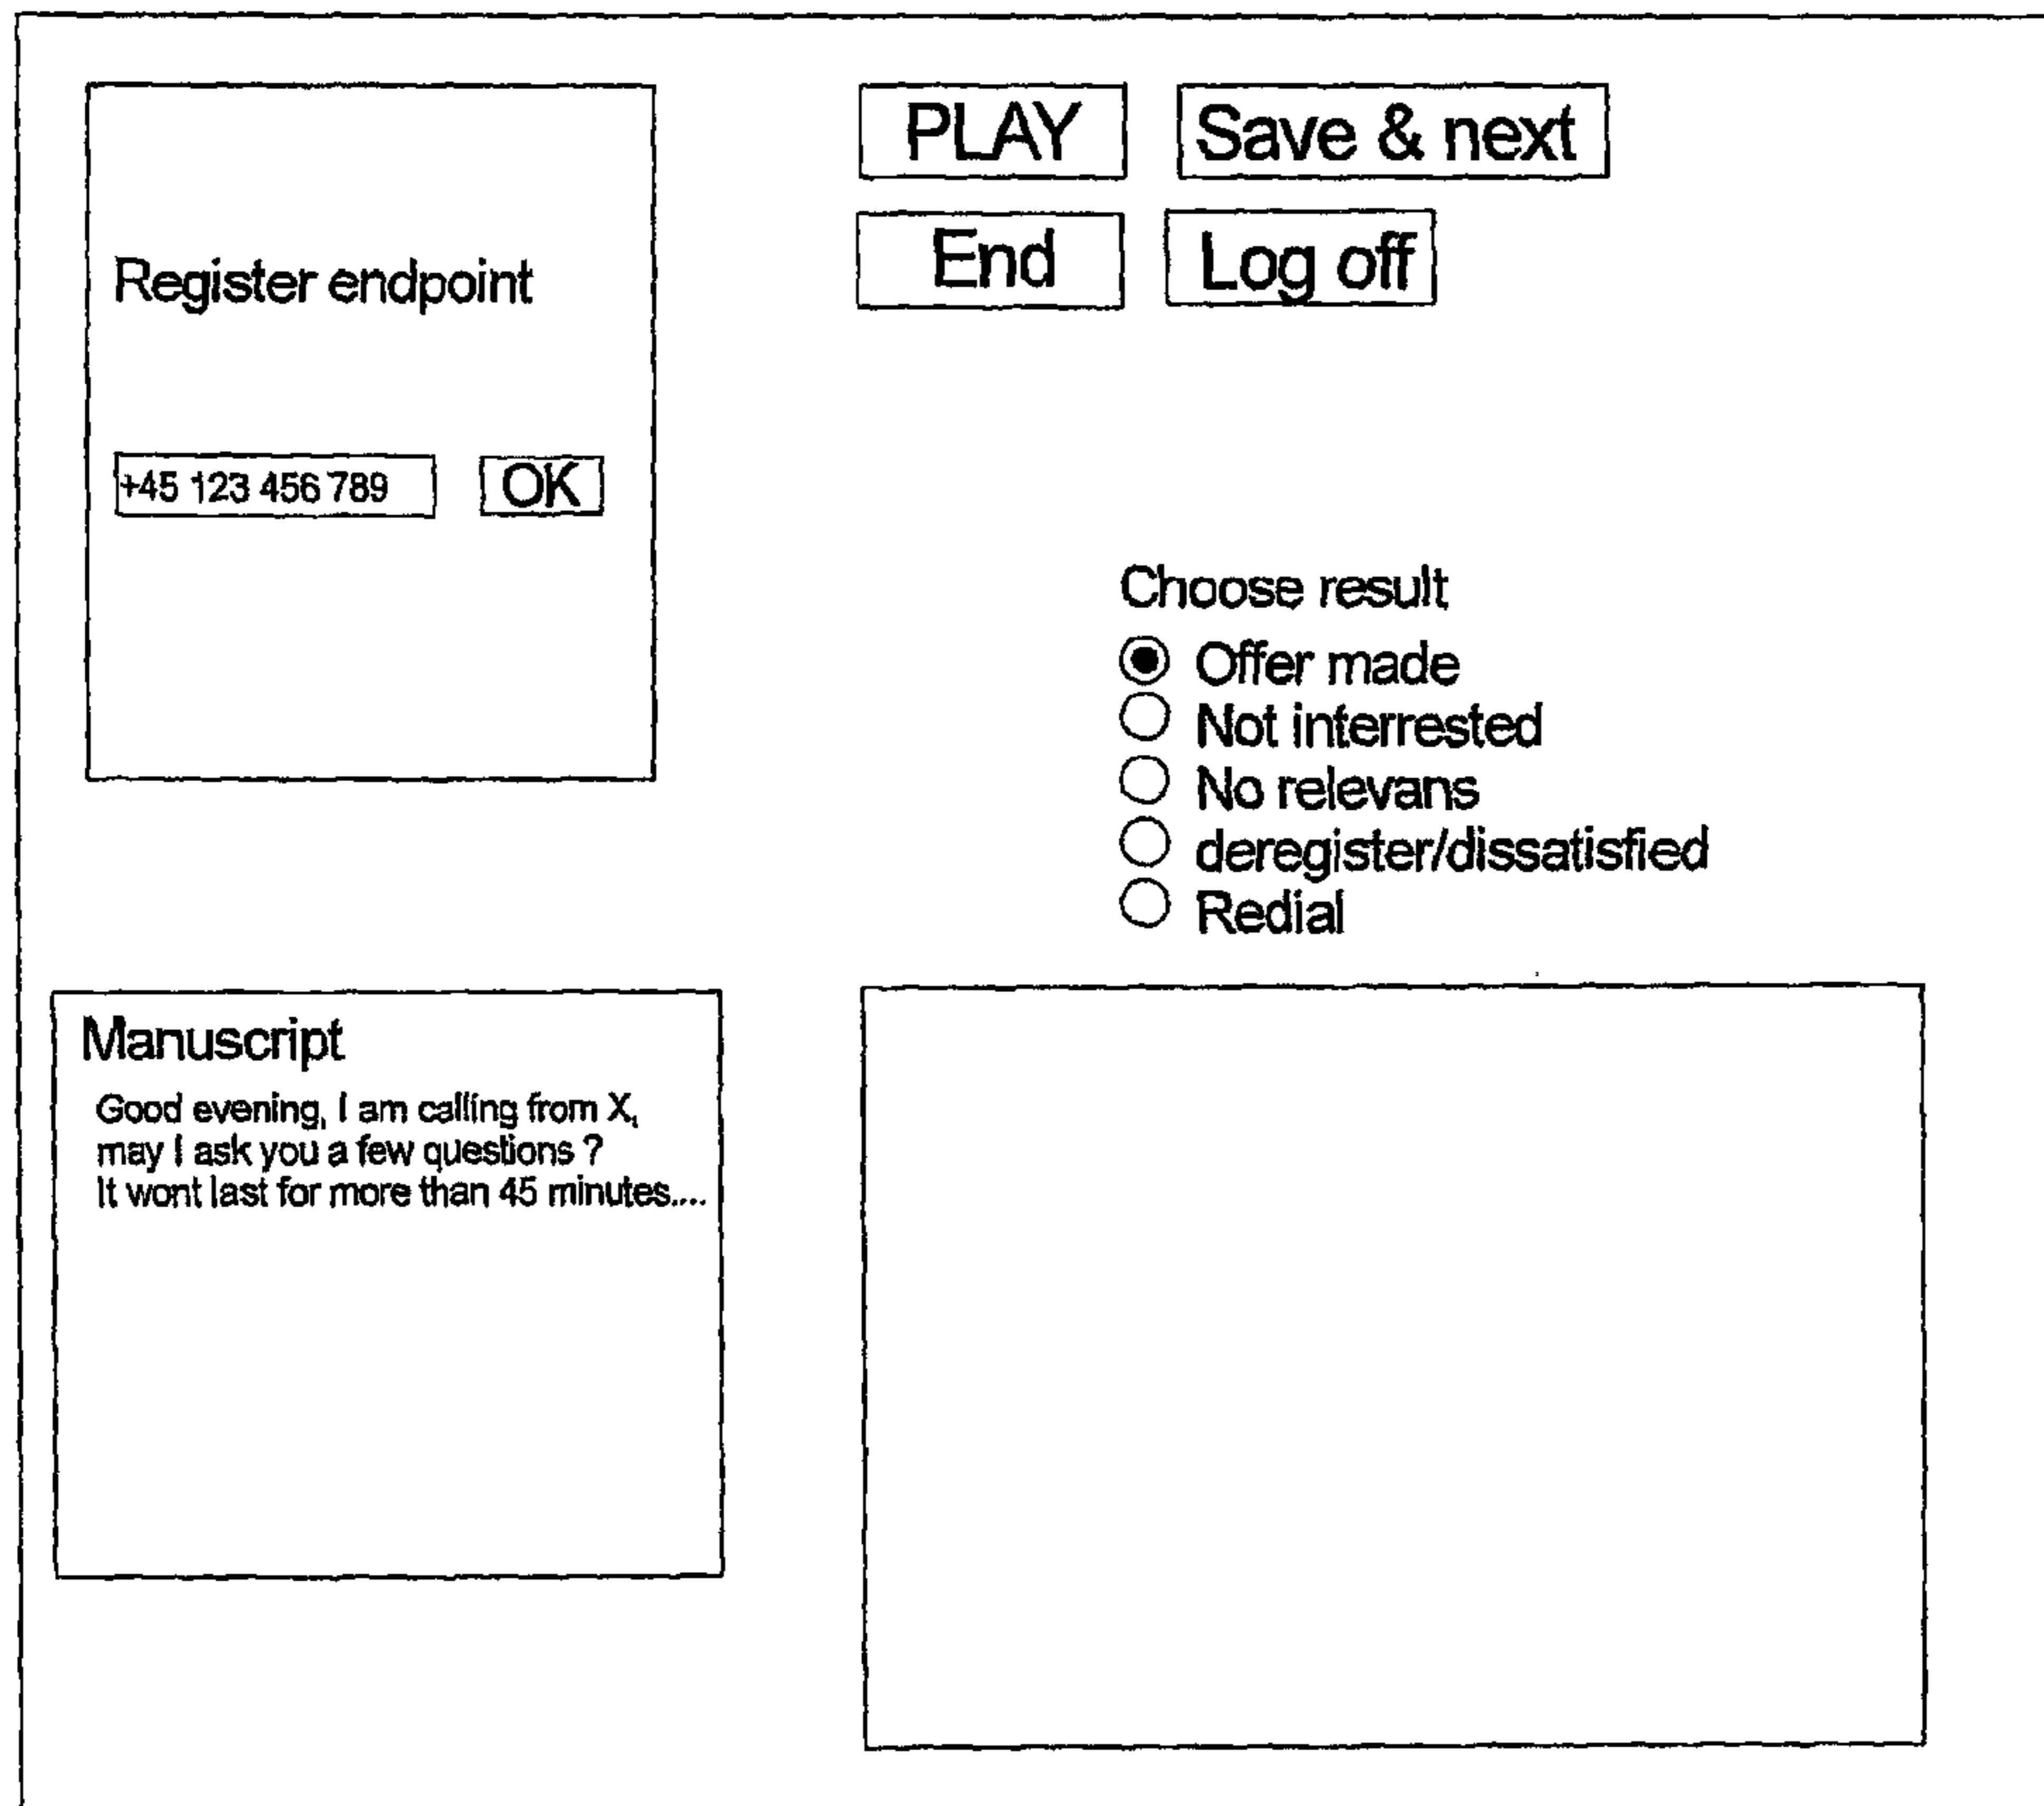 Register endpoint
+45 123 456 789
OK
PLAY
Save & next
End
Log off
Choose result
Offer made
Not interrested
No relevans
deregister/dissatisfied
Redial
Manuscript
Good evening, I am calling from X,
may I ask you a few questions ?
It wont last for more than 45 minutes....